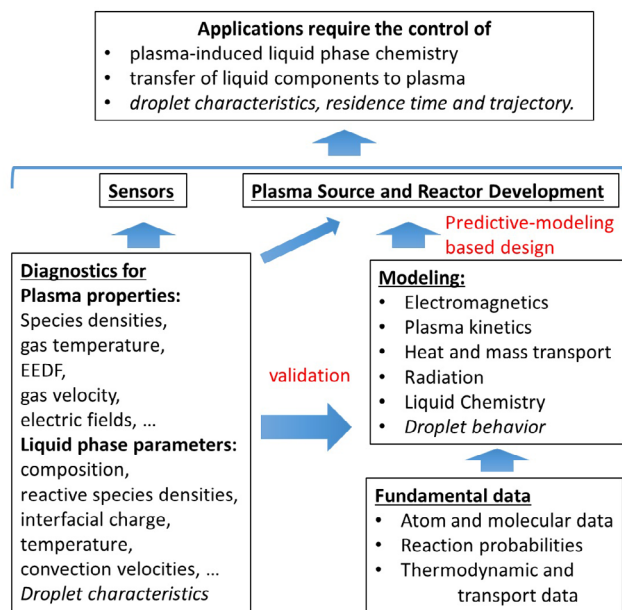 Applications require the control of
• plasma-induced liquid phase chemistry
• transfer of liquid components to plasma
• droplet characteristics, residence time and trajectory.
Sensors
Plasma Source and Reactor Development
Predictive-modeling
based design
Diagnostics for
Plasma properties:
Species densities,
gas temperature,
EEDF,
gas velocity,
electric fields, ...
Liquid phase parameters:
composition,
reactive species densities,
interfacial charge,
temperature,
convection velocities, ...
Droplet characteristics
validation
Modeling:
• Electromagnetics
• Plasma kinetics
• Heat and mass transport
• Radiation
• Liquid Chemistry
• Droplet behavior
Fundamental data
• Atom and molecular data
• Reaction probabilities
• Thermodynamic and
transport data